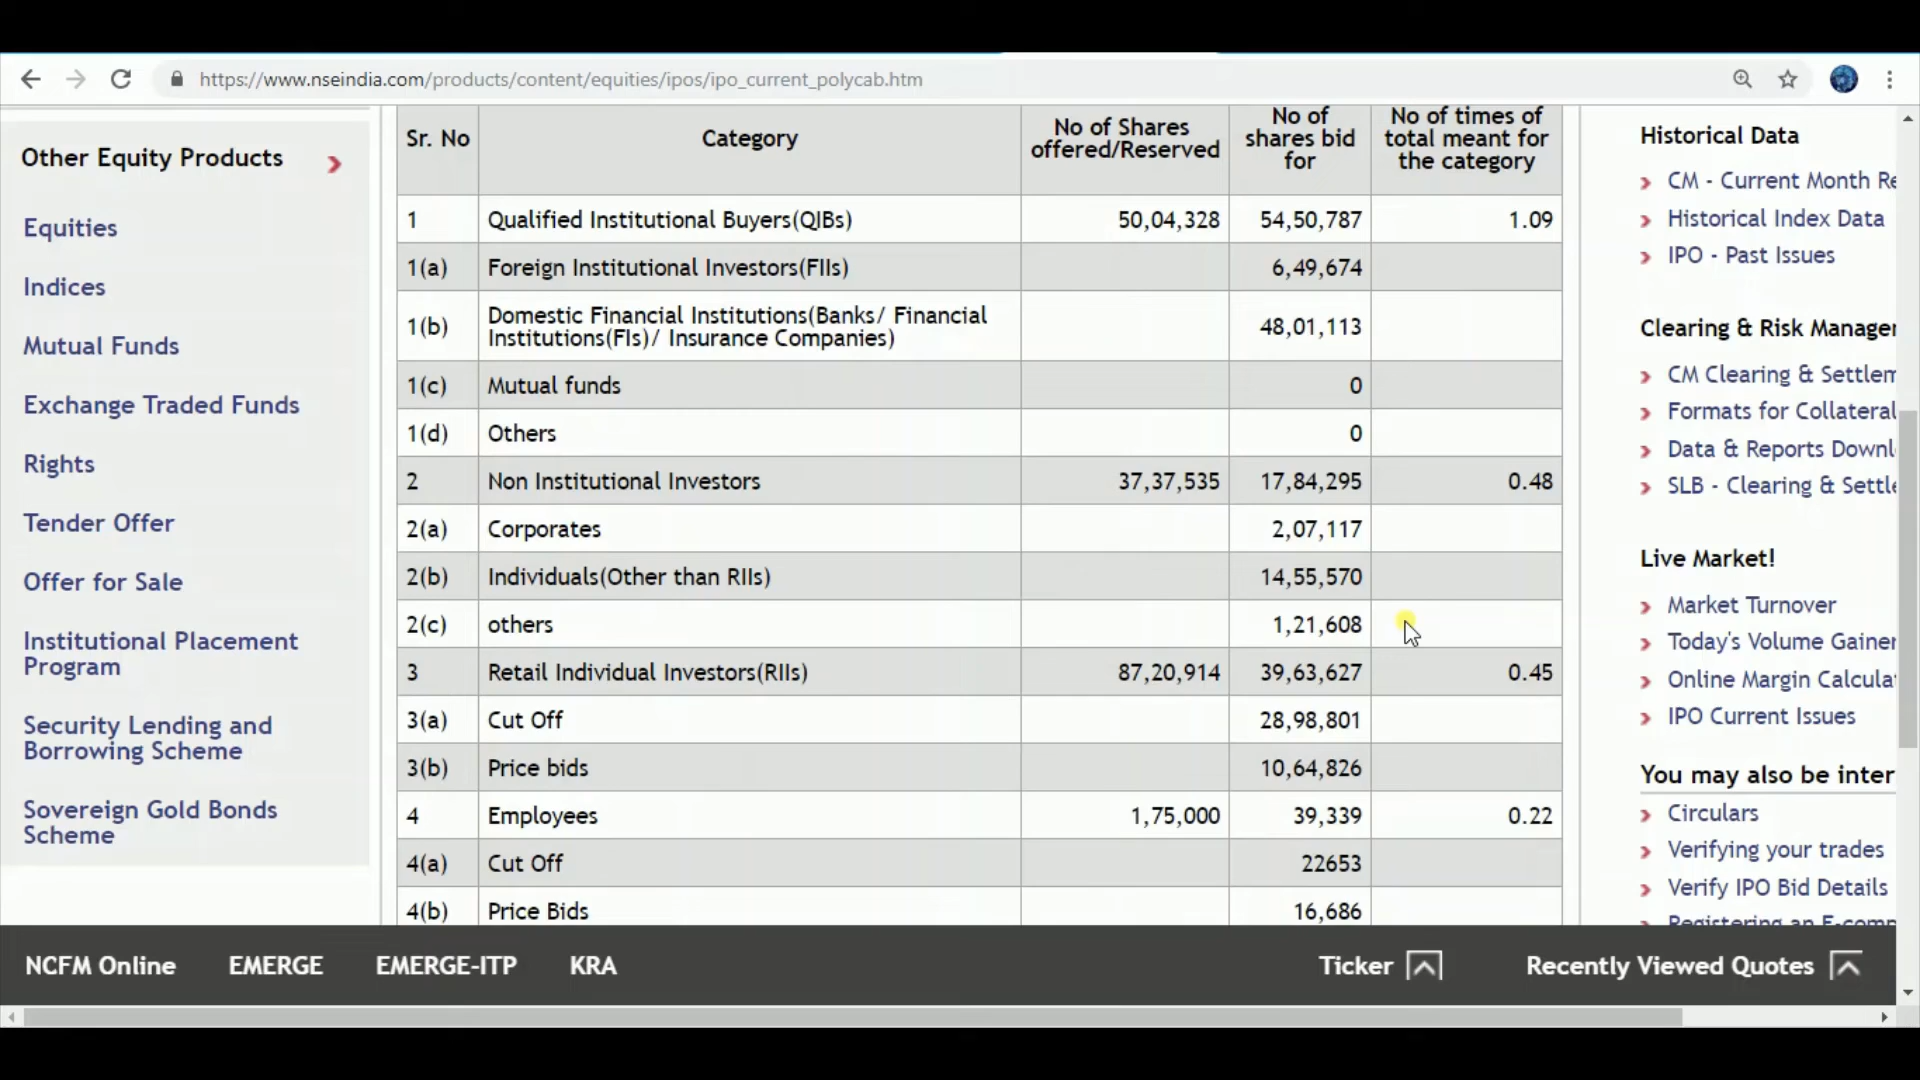 https://www.nseindia.com/products/content/equities/ipos/ipo_current_polycab.htm
Other Equity Products
Equities
Indices
Mutual Funds
Exchange Traded Funds
Rights
Tender Offer
Offer for Sale
Institutional Placement
Program
Security Lending and
Borrowing Scheme
Sovereign Gold Bonds
Scheme
Sr. No Category No of Shares offered/Reserved No of shares bid for No of times of total meant for the category
1 Qualified Institutional Buyers(QIBs) 50,04,328 54,50,787 1.09
1(a) Foreign Institutional Investors(FIIs) 6,49,674
1(b) Domestic Financial Institutions(Banks/ Financial
Institutions(FIs)/ Insurance Companies) 48,01,113
1(c) Mutual funds 0
1(d) Others 0
2 Non Institutional Investors 37,37,535 17,84,295 0.48
2(a) Corporates 2,07,117
2(b) Individuals(Other than RIIs) 14,55,570
2(c) others 1,21,608
3 Retail Individual Investors(RIIs) 87,20,914 39,63,627 0.45
3(a) Cut Off 28,98,801
3(b) Price bids 10,64,826
4 Employees 1,75,000 39,339 0.22
4(a) Cut Off 22653
4(b) Price Bids 16,686
Historical Data
CM - Current Month Re
Historical Index Data
IPO - Past Issues
Clearing & Risk Manager
CM Clearing & Settlem
Formats for Collateral
Data & Reports Downl
SLB - Clearing & Settle
Live Market!
Market Turnover
Today's Volume Gainer
Online Margin Calcula
IPO Current Issues
You may also be inter
Circulars
Verifying your trades
Verify IPO Bid Details
Registering an E-comp
NCFM Online EMERGE EMERGE-ITP KRA Ticker Recently Viewed Quotes